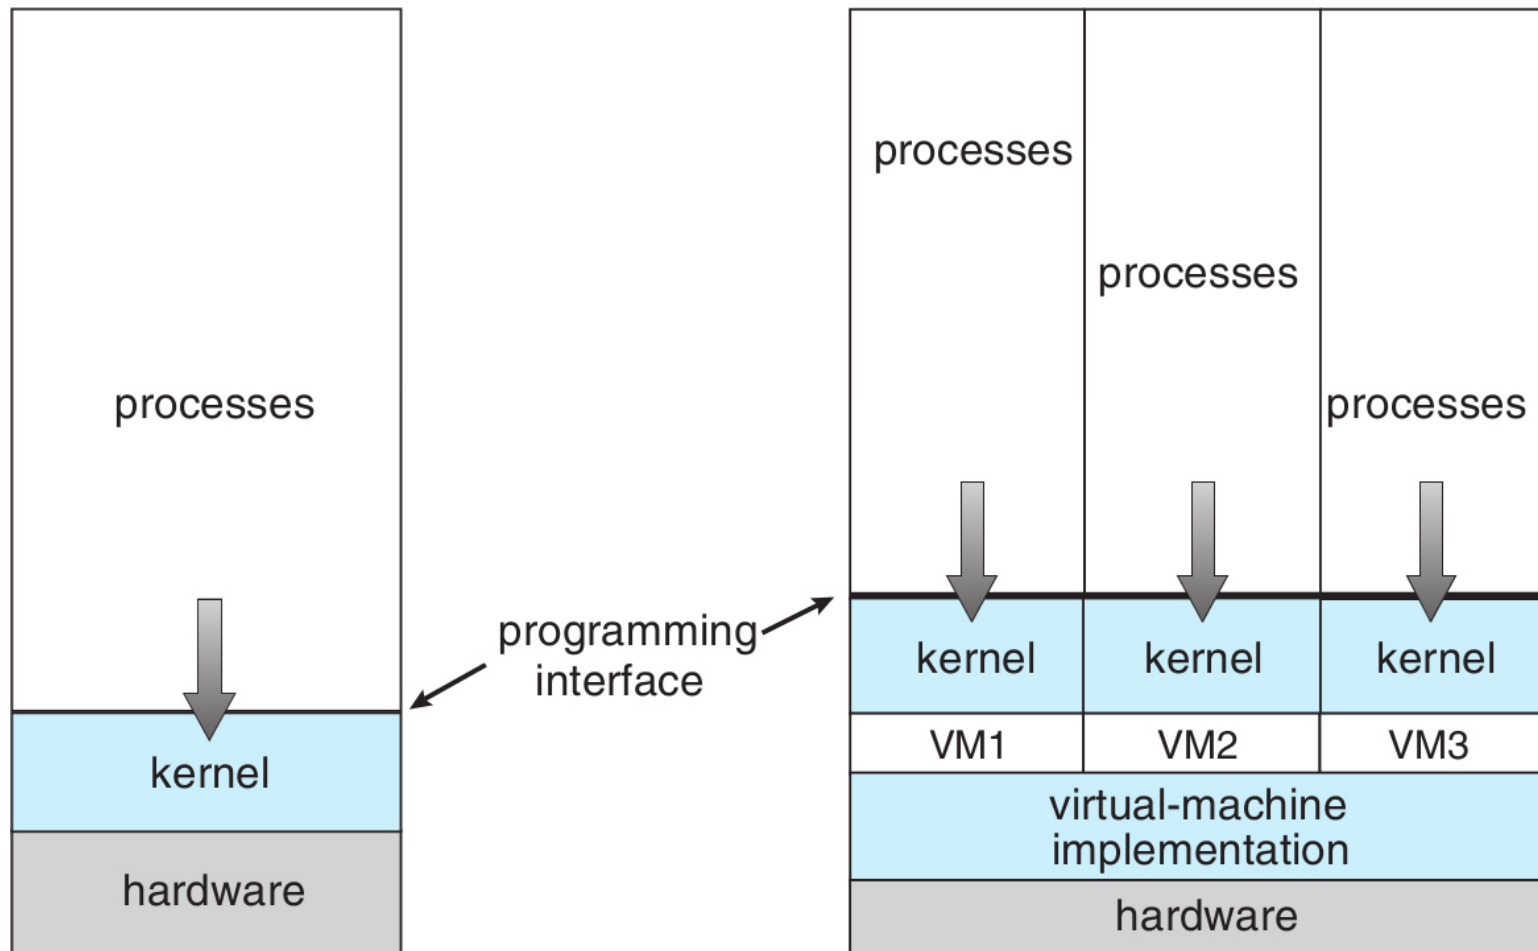 processes
kernel
hardware
programming
interface
processes
processes
processes
kernel
kernel
kernel
VM1
VM2
VM3
virtual-machine
implementation
hardware